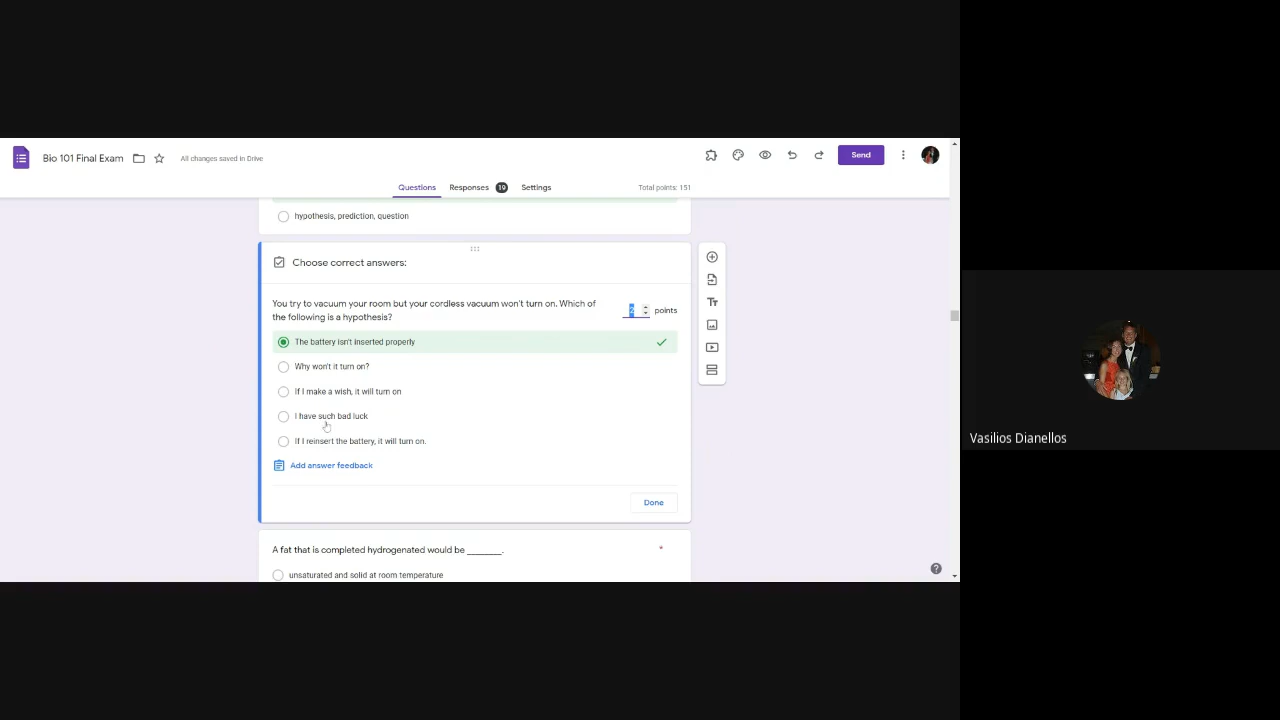 Bio 101 Final Exam
All changes saved in Drive
Send
Questions
Responses 19
Settings
Total points: 151
hypothesis, prediction, question
Choose correct answers:
You try to vacuum your room but your cordless vacuum won't turn on. Which of
the following is a hypothesis?
2 points
The battery isn't inserted properly
Why won't it turn on?
If I make a wish, it will turn on
I have such bad luck
If I reinsert the battery, it will turn on.
Add answer feedback
Done
A fat that is completed hydrogenated would be _______. *
unsaturated and solid at room temperature
Vasilios Dianellos